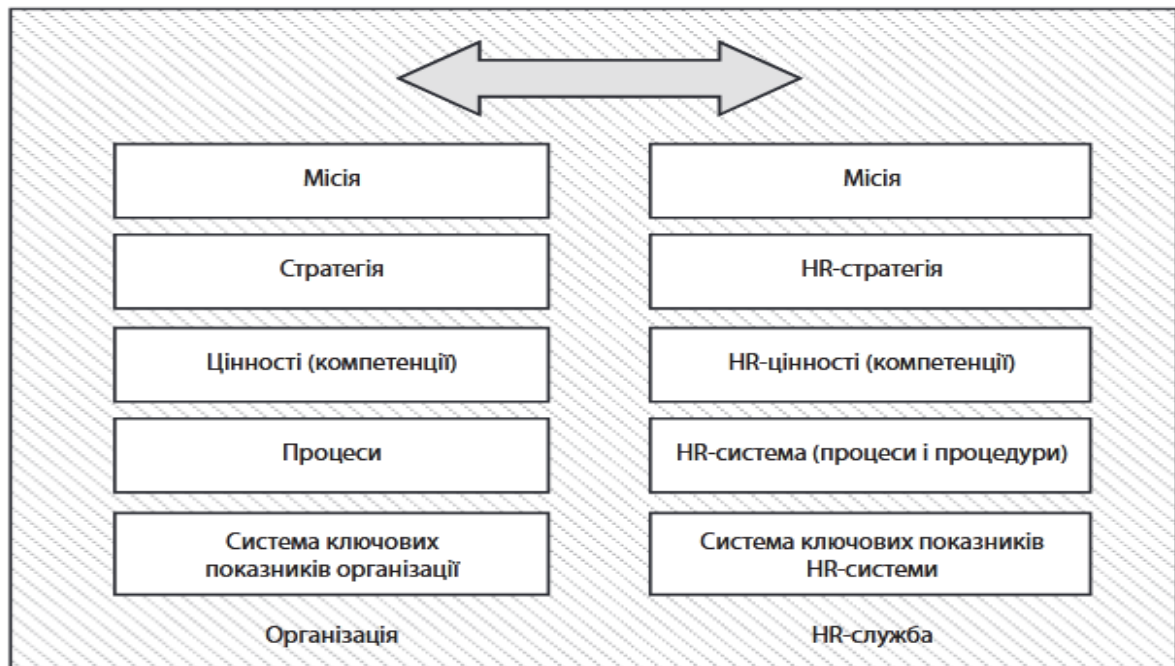 Місія
Місія
Стратегія
HR-стратегія
Цінності (компетенції)
HR-цінності (компетенції)
Процеси
HR-система (процеси і процедури)
Система ключових
показників організації
Система ключових показників
HR-системи
Організація
HR-служба